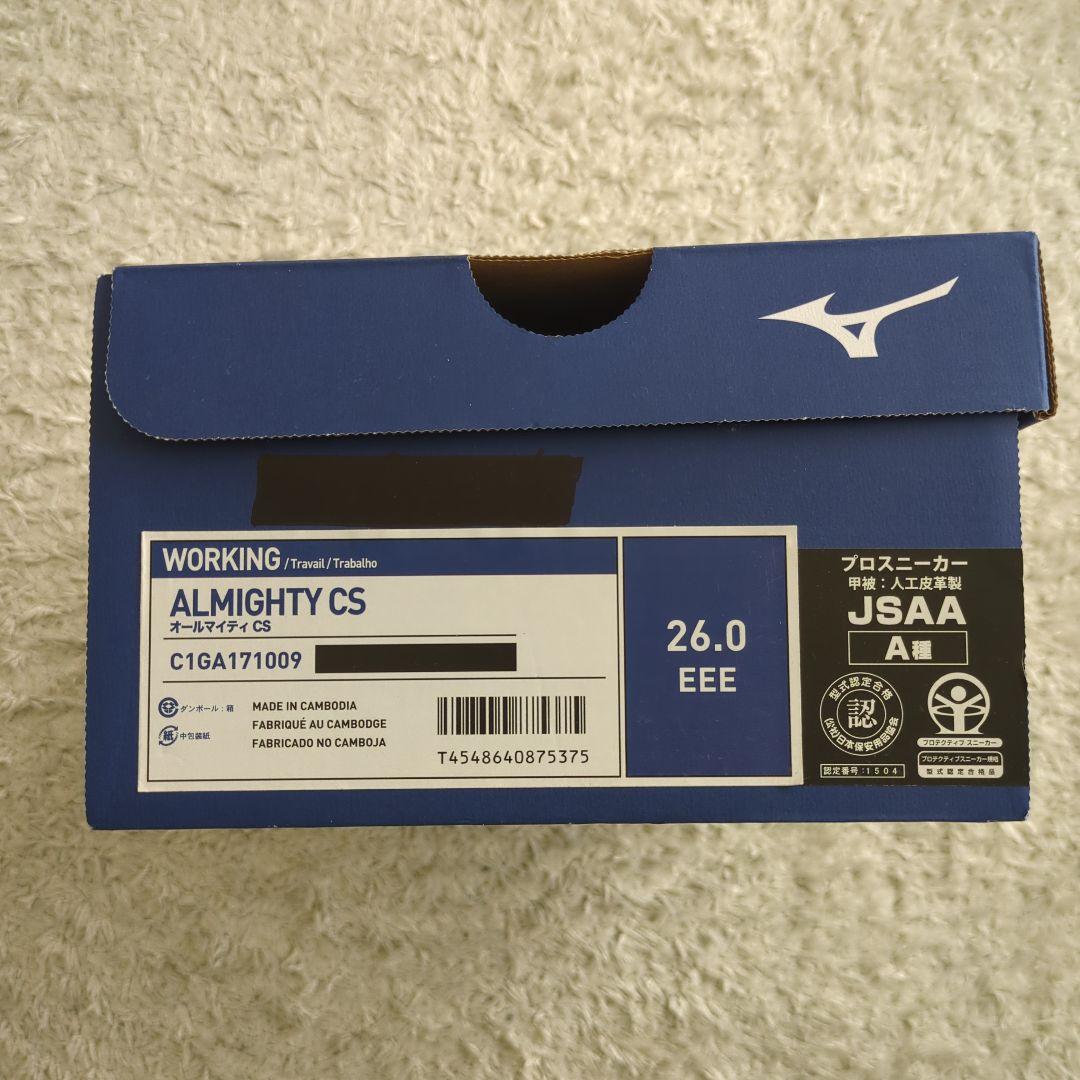 WORKING /Travail/Trabalho
ALMIGHTY CS
オールマイティ CS
C1GA171009
ダンボール:箱
紙 中包装紙
MADE IN CAMBODIA
FABRIQUÉ AU CAMBODGE
FABRICADO NO CAMBOJA
T4548640875375
26.0
EEE
プロスニーカー
甲被:人工皮革製
JSAA
A種
型式認定合格
認
(公社)日本保安用品協会
認定番号:1504
プロテクティブ スニーカー
プロテクティブスニーカー規格
型式認定合格品